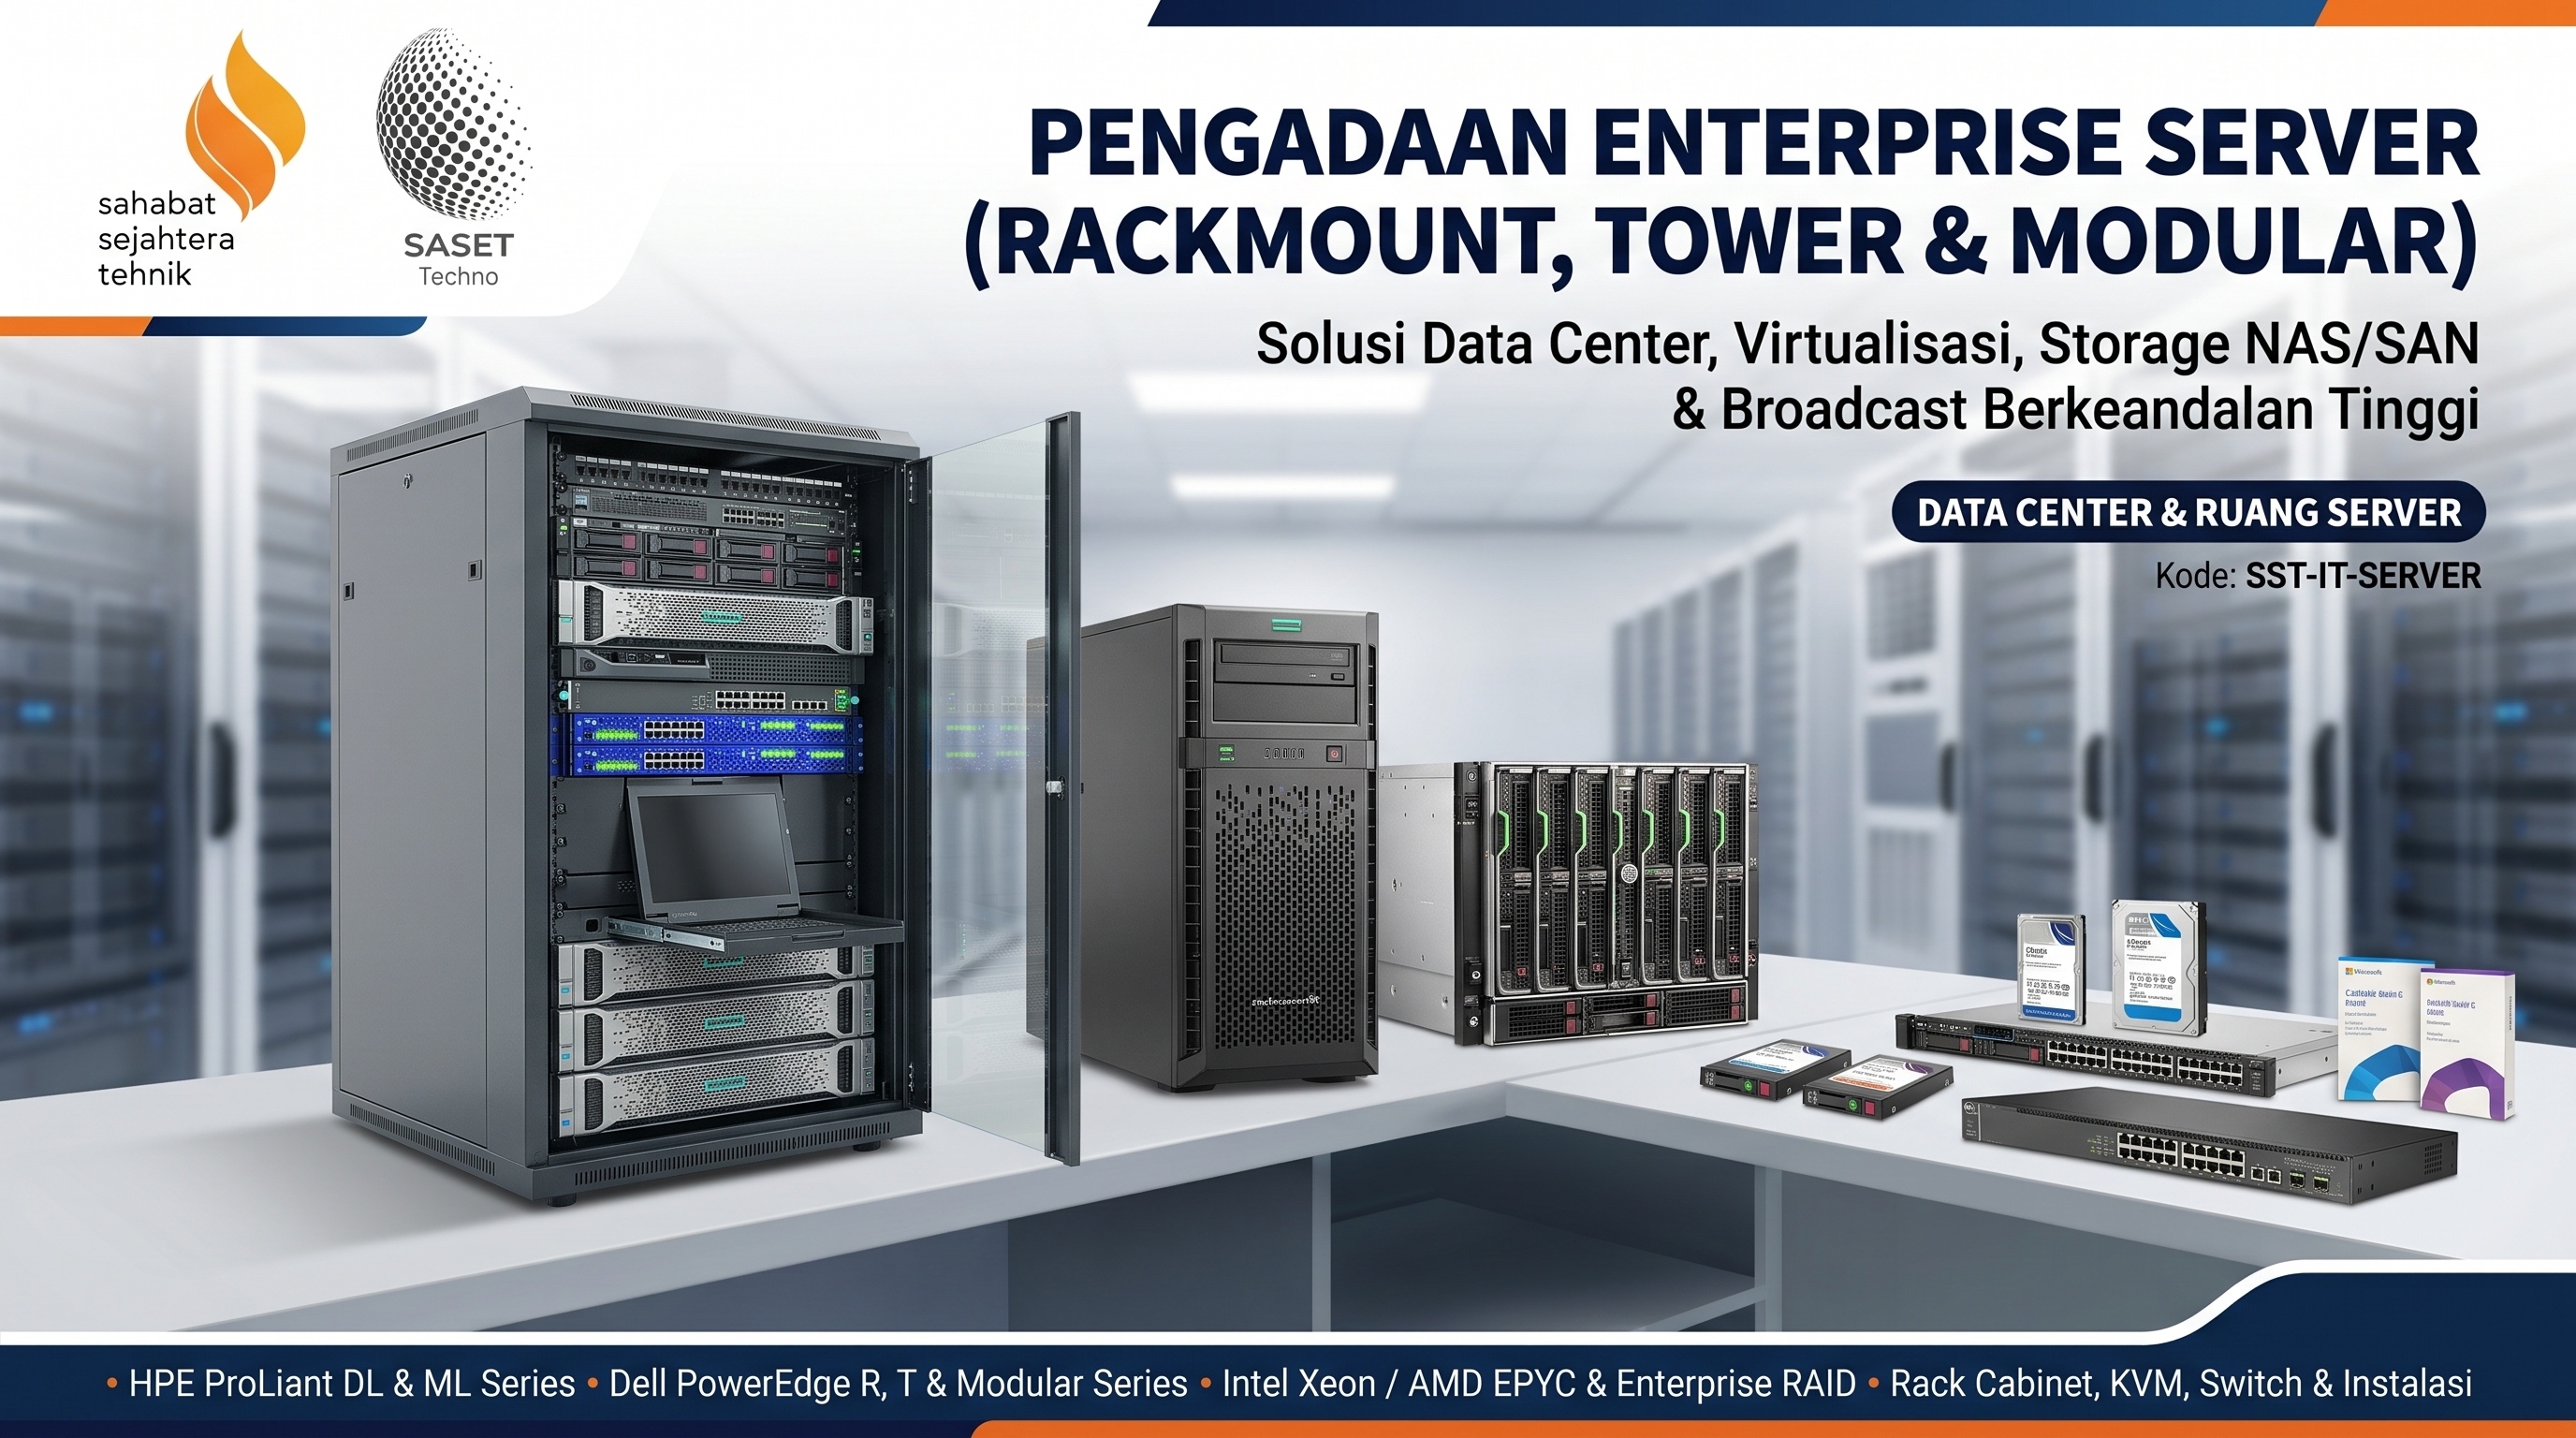 sahabat
sejahtera
tehnik
SASET
Techno
PENGADAAN ENTERPRISE SERVER
(RACKMOUNT, TOWER & MODULAR)
Solusi Data Center, Virtualisasi, Storage NAS/SAN
& Broadcast Berkeandalan Tinggi
DATA CENTER & RUANG SERVER
Kode: SST-IT-SERVER
• HPE ProLiant DL & ML Series • Dell PowerEdge R, T & Modular Series • Intel Xeon / AMD EPYC & Enterprise RAID • Rack Cabinet, KVM, Switch & Instalasi